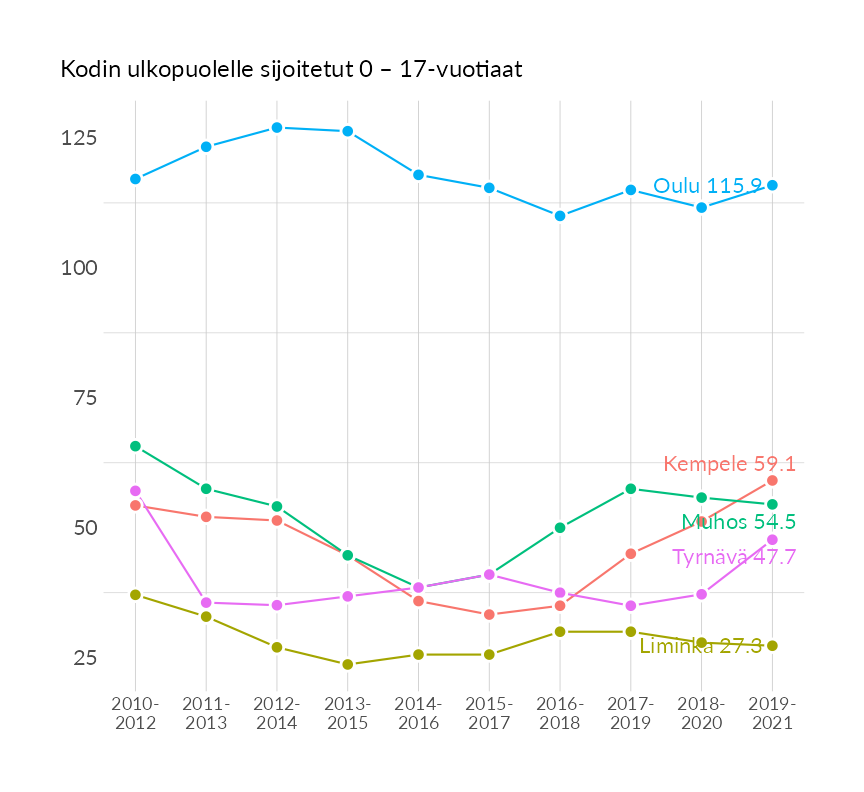 Kodin ulkopuolelle sijoitetut 0 – 17-vuotiaat
125
100
75
50
25
Oulu 115.9
Kempele 59.1
Muhos 54.5
Tyrnävä 47.7
Liminka 27.3
2010-2012
2011-2013
2012-2014
2013-2015
2014-2016
2015-2017
2016-2018
2017-2019
2018-2020
2019-2021